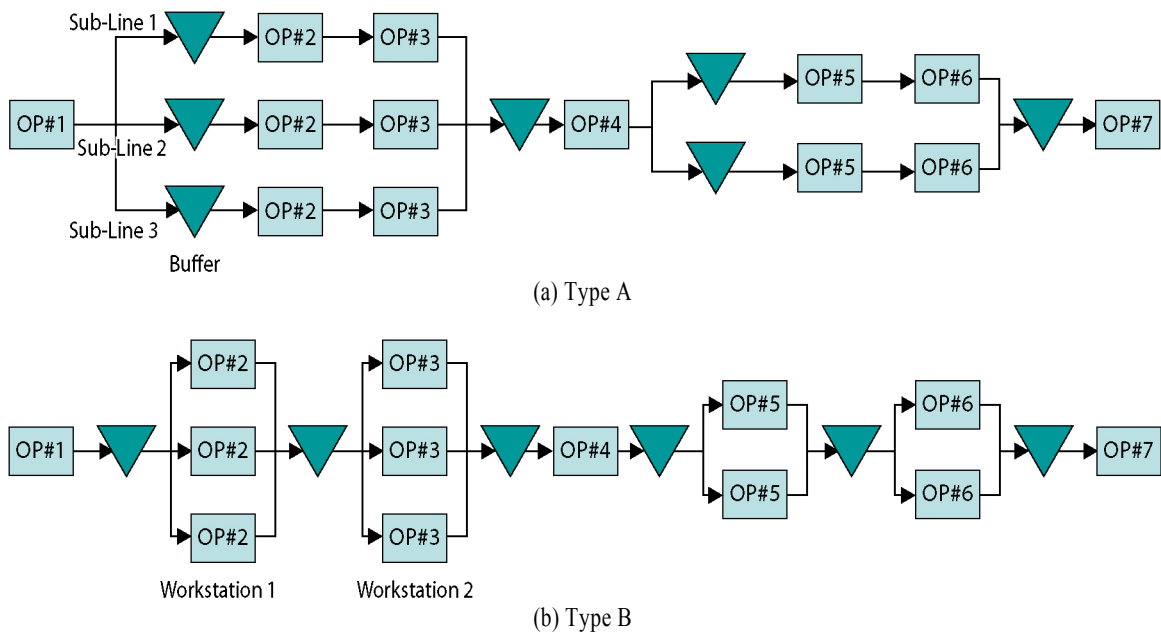 Sub-Line 1
OP#2
OP#3
OP#5
OP#6
OP#1
Sub-Line 2
OP#2
OP#3
OP#4
OP#7
OP#5
OP#6
OP#2
OP#3
Sub-Line 3
Buffer
(a) Type A
OP#2
OP#3
OP#5
OP#6
OP#1
OP#2
OP#3
OP#4
OP#7
OP#5
OP#6
OP#2
OP#3
Workstation 1
Workstation 2
(b) Type B